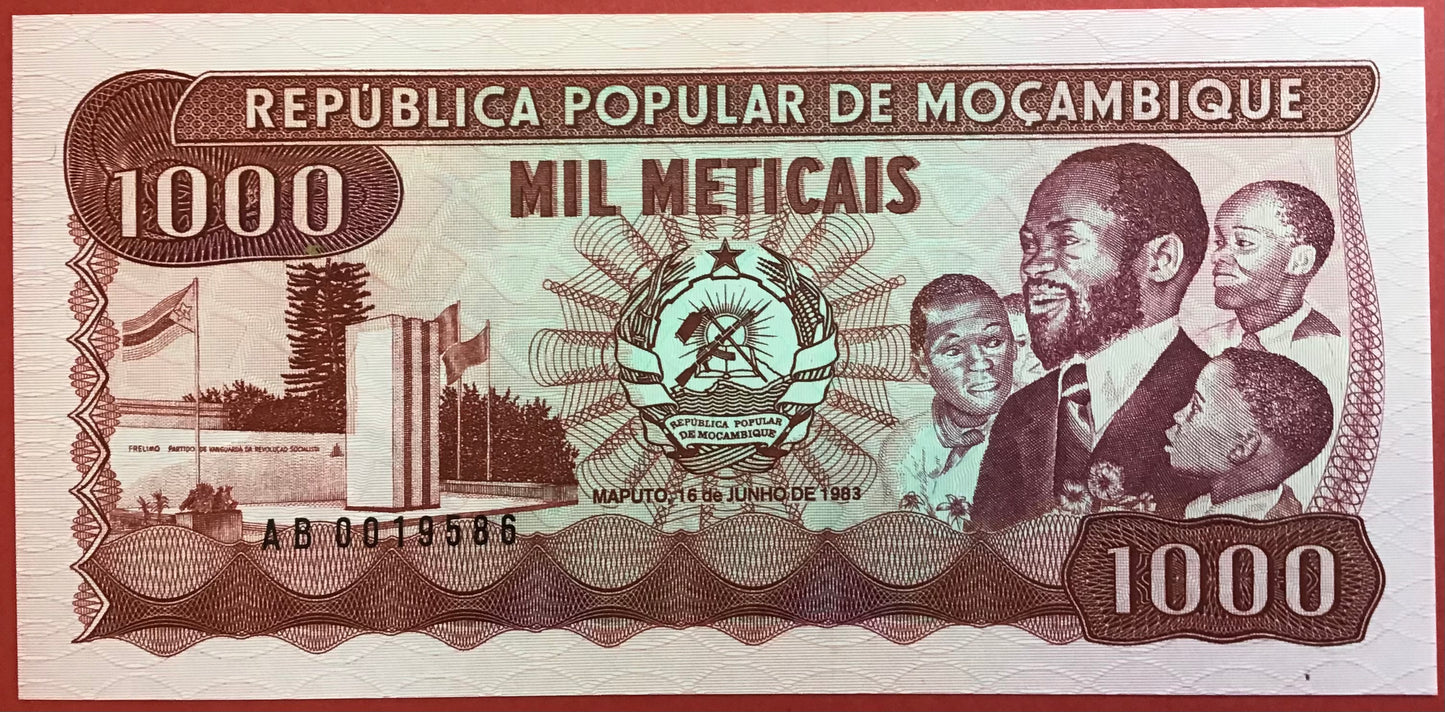 REPÚBLICA POPULAR DE MOÇAMBIQUE
1000
MIL METICAIS
REPÚBLICA POPULAR
DE MOÇAMBIQUE
FRELIMO PARTIDO DE VANGUARDA DA REVOLUÇÃO SOCIALISTA
MAPUTO, 16 de JUNHO DE 1983
AB 0019586
1000